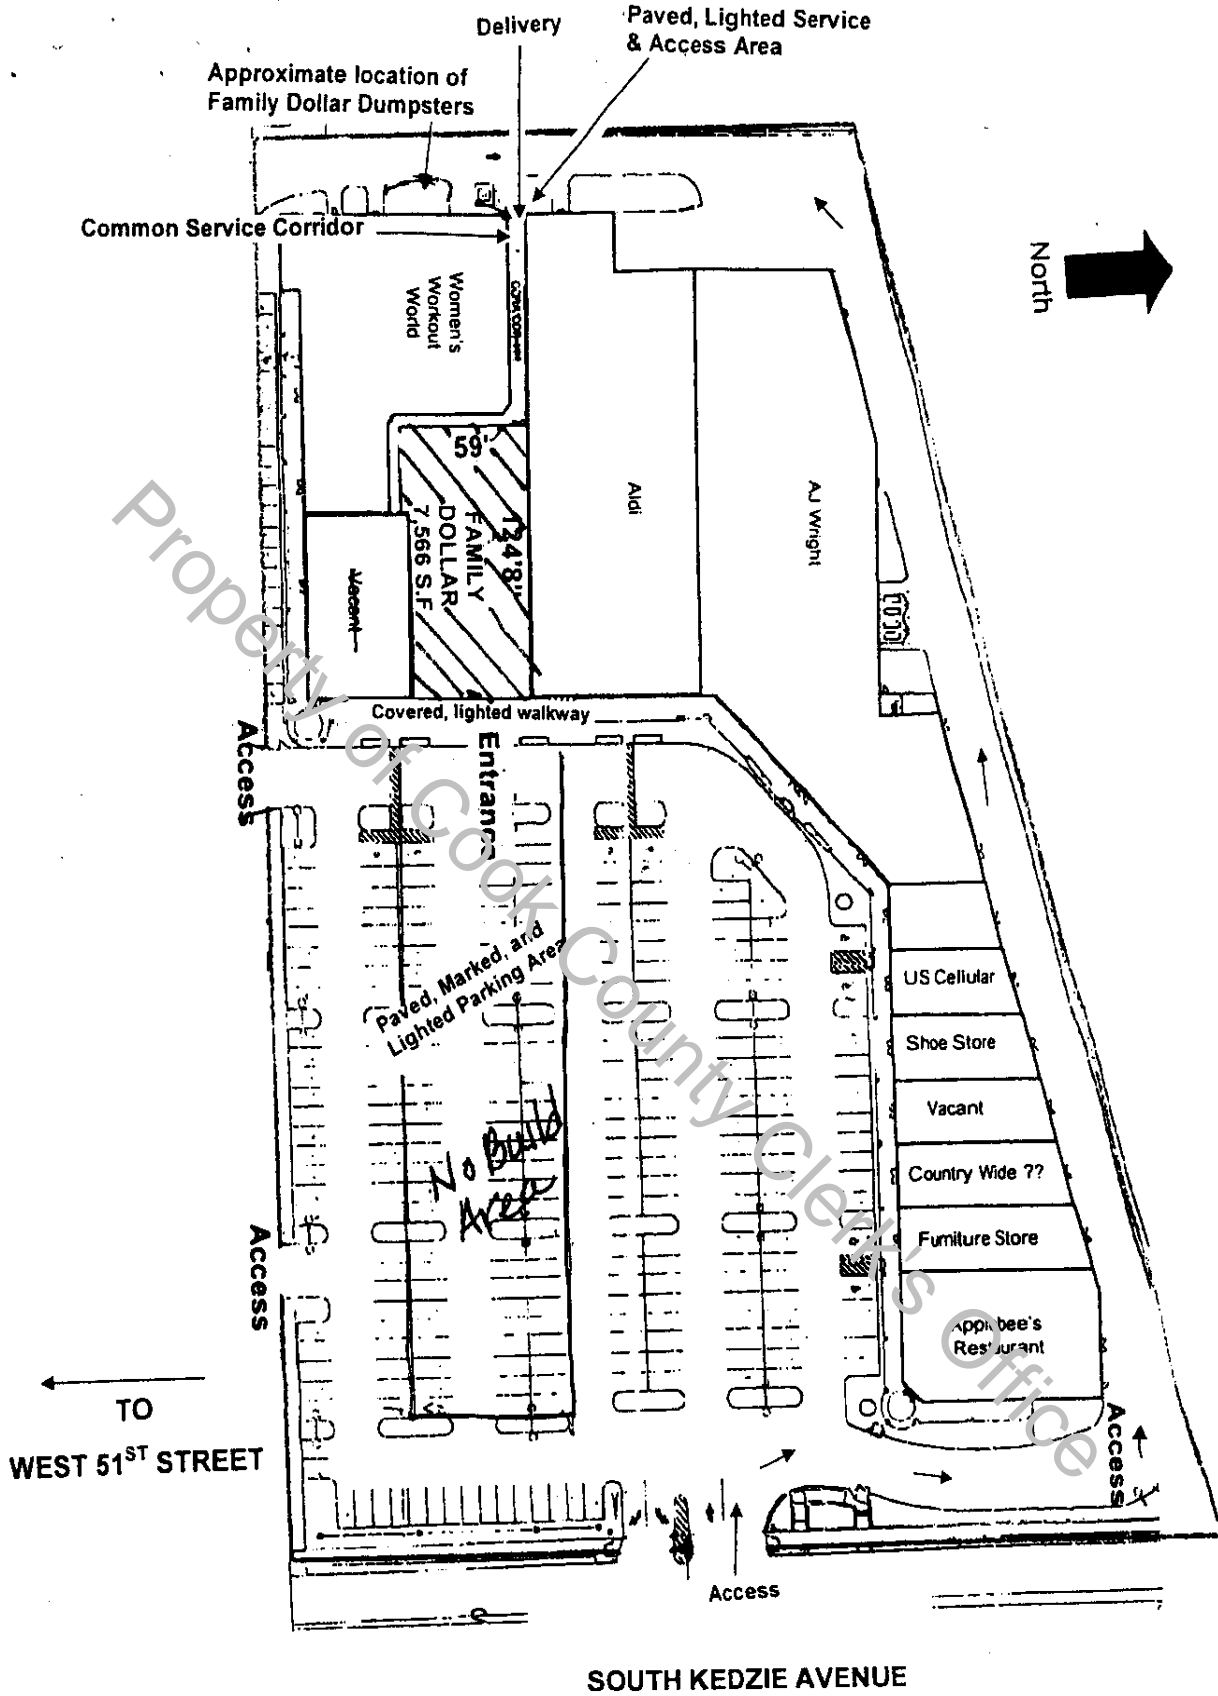 Delivery
Paved, Lighted Service
& Access Area
Approximate location of
Family Dollar Dumpsters
Common Service Corridor
North
Women's
Workout
World
59'
124'8"
FAMILY
DOLLAR
7,566 S.F
Aldi
AJ Wright
Vacant
Covered, lighted walkway
Access
Entrance
Paved, Marked, and
Lighted Parking Area
US Cellular
Shoe Store
Vacant
Country Wide ??
Furniture Store
Applebee's
Restaurant
No Build
Area
Access
TO
WEST 51ST STREET
Access
Access
SOUTH KEDZIE AVENUE
Property of Cook County Clerk's Office